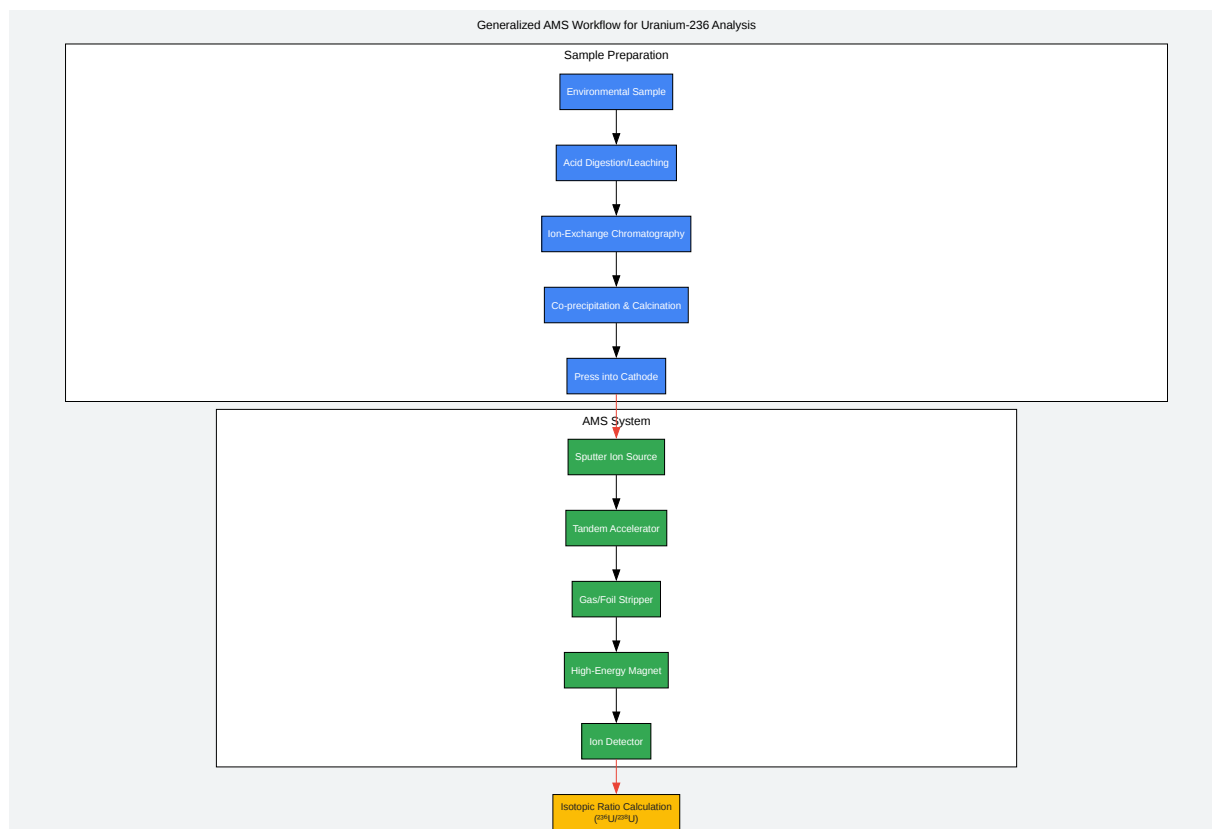 Generalized AMS Workflow for Uranium-236 Analysis
Sample Preparation
Environmental Sample
Acid Digestion/Leaching
Ion-Exchange Chromatography
Co-precipitation & Calcination
Press into Cathode
AMS System
Sputter Ion Source
Tandem Accelerator
Gas/Foil Stripper
High-Energy Magnet
Ion Detector
Isotopic Ratio Calculation
(²³⁶U/²³⁸U)